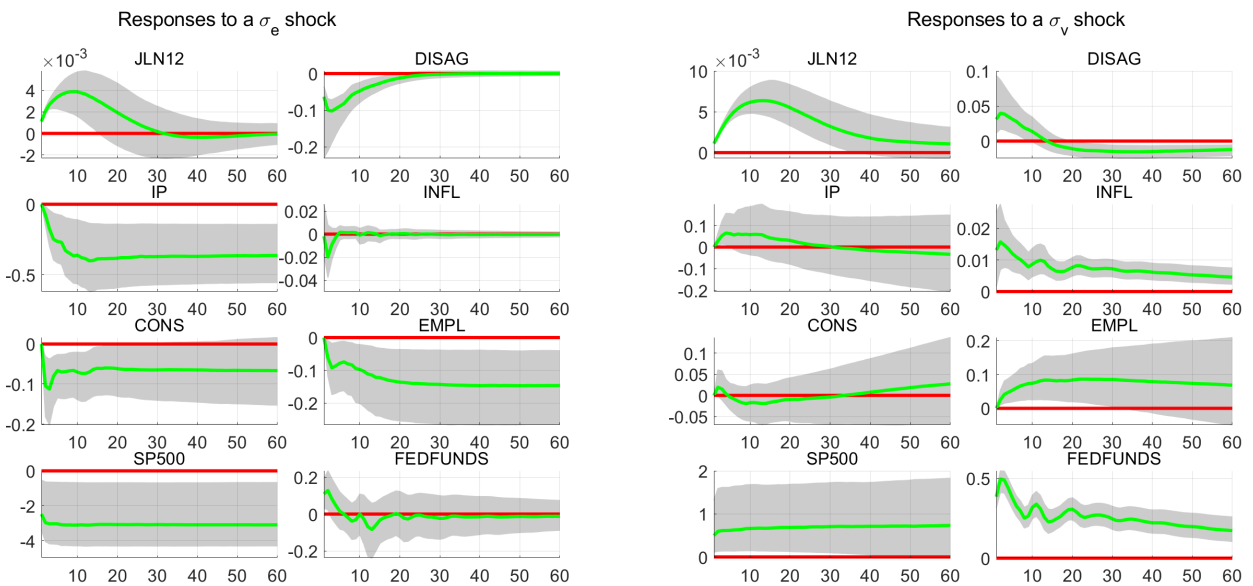 Responses to a σe shock
Responses to a σv shock
×10-3 JLN12
4
2
0
-2
10 20 30 40 50 60
DISAG
0
-0.1
-0.2
10 20 30 40 50 60
IP
0
-0.5
10 20 30 40 50 60
INFL
0.02
0
-0.02
-0.04
10 20 30 40 50 60
CONS
0
-0.1
-0.2
10 20 30 40 50 60
EMPL
0
-0.1
-0.2
10 20 30 40 50 60
SP500
0
-2
-4
10 20 30 40 50 60
FEDFUNDS
0.2
0
-0.2
10 20 30 40 50 60
×10-3 JLN12
10
5
0
10 20 30 40 50 60
DISAG
0.1
0.05
0
10 20 30 40 50 60
IP
0.1
0
-0.1
-0.2
10 20 30 40 50 60
INFL
0.02
0.01
0
10 20 30 40 50 60
CONS
0.1
0.05
0
-0.05
10 20 30 40 50 60
EMPL
0.2
0.1
0
10 20 30 40 50 60
SP500
2
1
0
10 20 30 40 50 60
FEDFUNDS
0.5
0
10 20 30 40 50 60